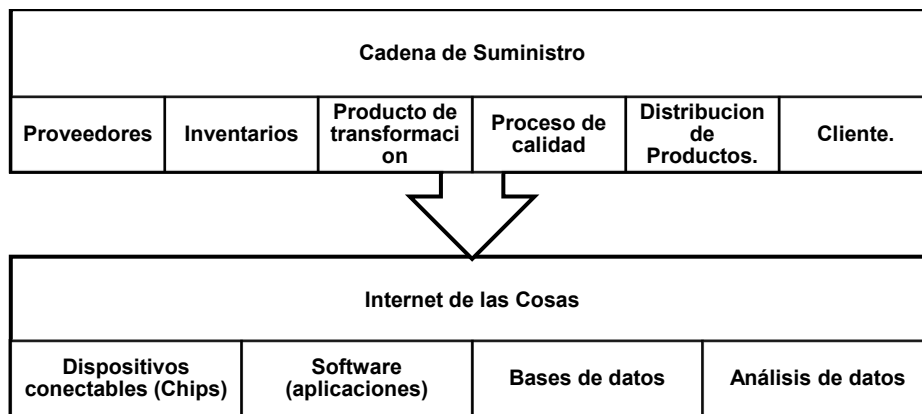 Cadena de Suministro
Proveedores
Inventarios
Producto de
transformaci
on
Proceso de
calidad
Distribucion
de
Productos.
Cliente.
Internet de las Cosas
Dispositivos
conectables (Chips)
Software
(aplicaciones)
Bases de datos
Análisis de datos